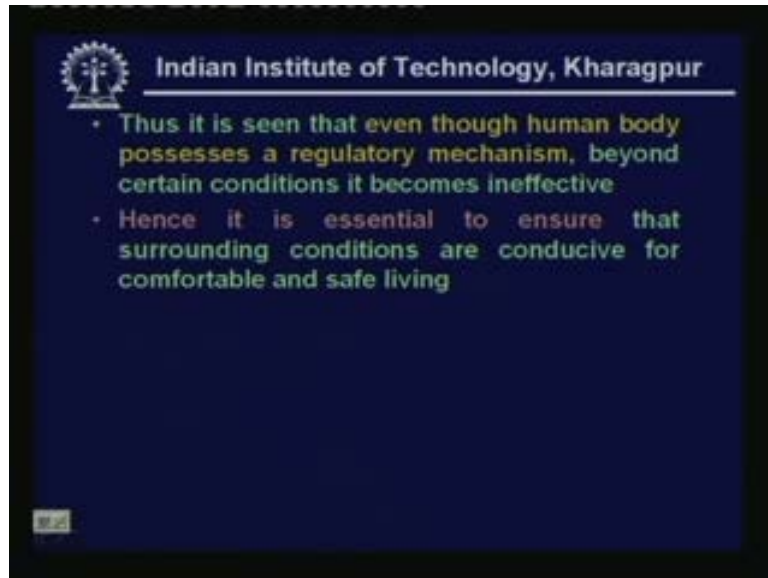 Indian Institute of Technology, Kharagpur
• Thus it is seen that even though human body
possesses a regulatory mechanism, beyond
certain conditions it becomes ineffective
• Hence it is essential to ensure that
surrounding conditions are conducive for
comfortable and safe living